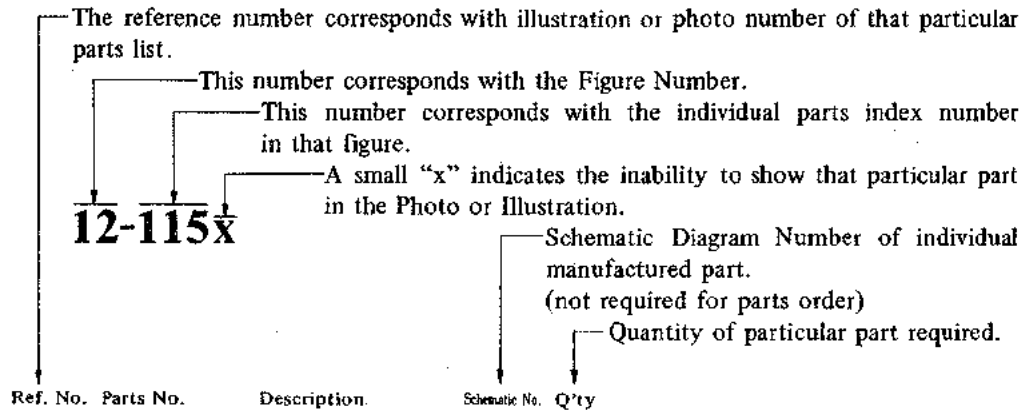 The reference number corresponds with illustration or photo number of that particular
parts list.
This number corresponds with the Figure Number.
This number corresponds with the individual parts index number
in that figure.
A small “x” indicates the inability to show that particular part
in the Photo or Illustration.
12-115x
Schematic Diagram Number of individual
manufactured part.
(not required for parts order)
Quantity of particular part required.
Ref. No. Parts No. Description. Schematic No. Q'ty